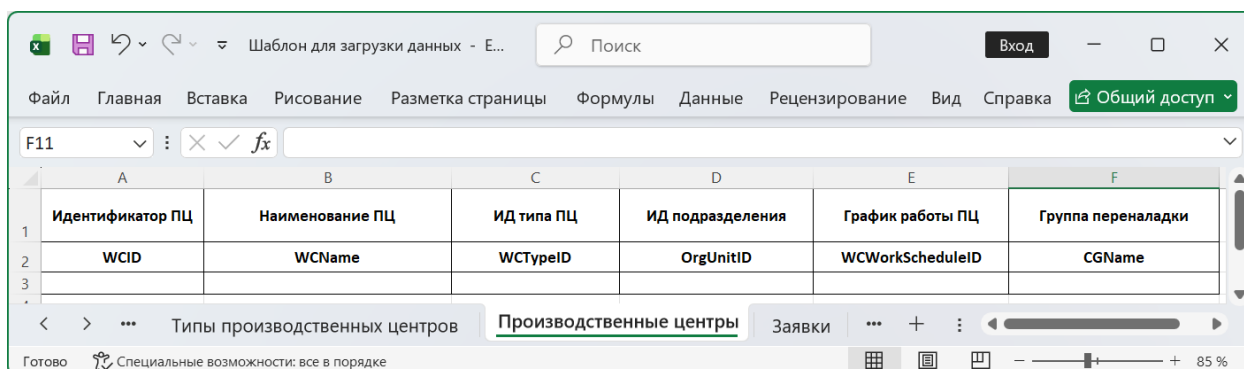 Шаблон для загрузки данных - E... Поиск Вход
Файл Главная Вставка Рисование Разметка страницы Формулы Данные Рецензирование Вид Справка Общий доступ
F11 fx
A B C D E F
1 Идентификатор ПЦ Наименование ПЦ ИД типа ПЦ ИД подразделения График работы ПЦ Группа переналадки
2 WCID WCName WCTypeID OrgUnitID WCWorkScheduleID CGName
3
Типы производственных центров Производственные центры Заявки
Готово Специальные возможности: все в порядке 85 %